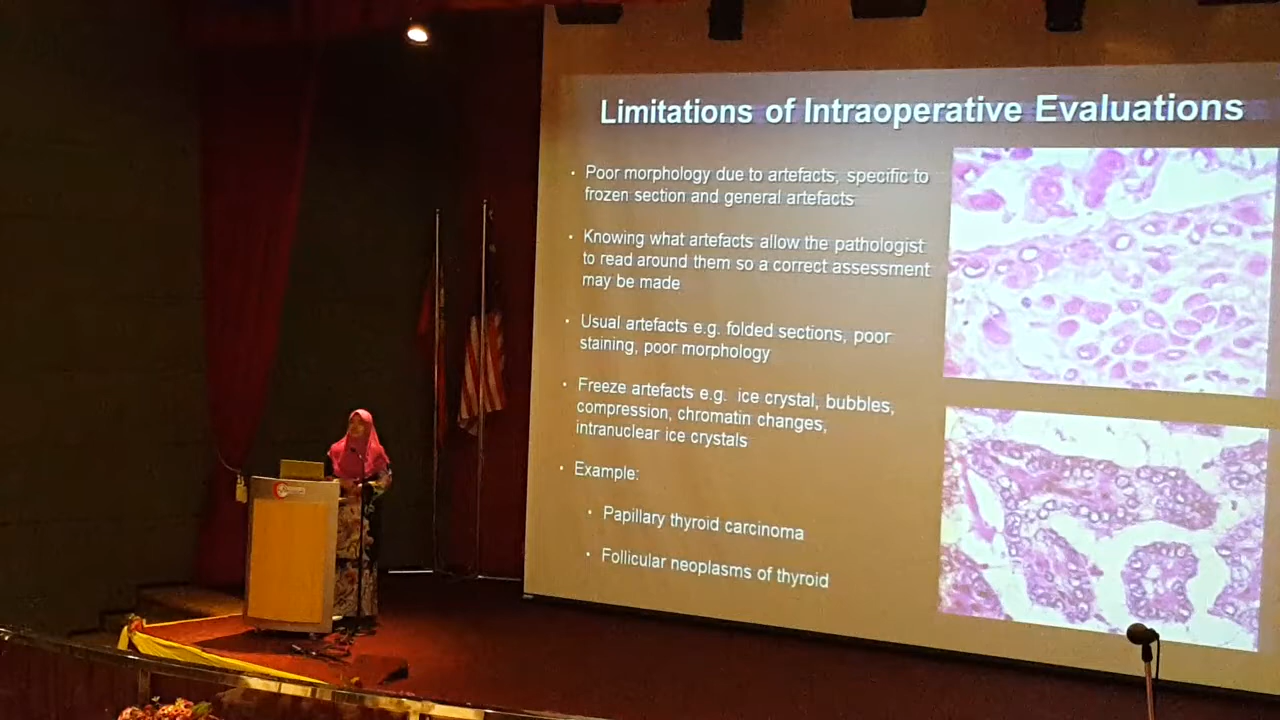 Limitations of Intraoperative Evaluations
• Poor morphology due to artefacts, specific to
frozen section and general artefacts
• Knowing what artefacts allow the pathologist
to read around them so a correct assessment
may be made
• Usual artefacts e.g. folded sections, poor
staining, poor morphology
• Freeze artefacts e.g. ice crystal, bubbles,
compression, chromatin changes,
intranuclear ice crystals
• Example:
• Papillary thyroid carcinoma
• Follicular neoplasms of thyroid